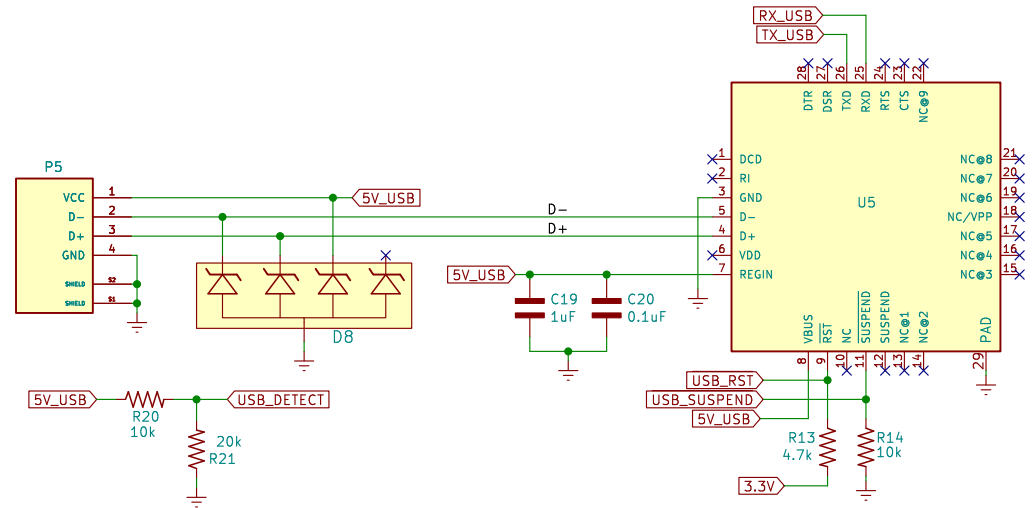 RX_USB
TX_USB
28
27
26
25
24
23
22
DTR
DSR
TXD
RXD
RTS
CTS
NC@9
P5
1
DCD
NC@8
21
2
RI
NC@7
20
VCC
1
5V_USB
3
GND
NC@6
19
U5
D-
2
D-
5
D-
NC/VPP
18
D+
3
D+
4
D+
NC@5
17
GND
4
6
VDD
NC@4
16
5V_USB
7
REGIN
NC@3
15
SHIELD
S2
SHIELD
S1
C19
1uF
C20
0.1uF
D8
VBUS
RST
NC
SUSPEND
SUSPEND
NC@1
NC@2
PAD
8
9
10
11
12
13
14
29
USB_RST
USB_SUSPEND
5V_USB
5V_USB
R20
10k
USB_DETECT
20k
R21
R13
4.7k
R14
10k
3.3V